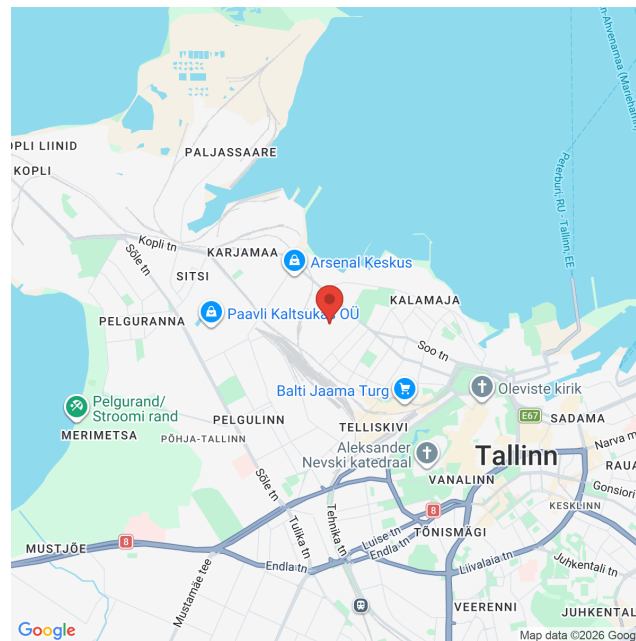 Peterburi, RU - Tallinn, EE
OPLI LIINID
KOPLI
PALJASSAARE
Kopli tn
KARJAMAA
Arsenal Keskus
Sõle tn
SITSI
KALAMAJA
PELGURANNA
Paavli Kaltsukas OÜ
Soo tn
Balti Jaama Turg
Oleviste kirik
Pelgurand/
Stroomi rand
MERIMETSA
PELGULINN
PÕHJA-TALLINN
TELLISKIVI
E67
SADAMA
Narva m
Aleksander
Nevski katedraal
Tallinn
RAUA
VANALINN
Gonsiori
Sõle tn
8
KESKLINN
Tulika tn
Tehnika tn
Luise tn
Endla tn
TÕNISMÄGI
8
MUSTJÕE
Mustamäe tee
Endla tn
Liivalaia tn
Juhkentali tn
VEERENNI
JUHKENTAL
Google
Map data ©2026 Goo